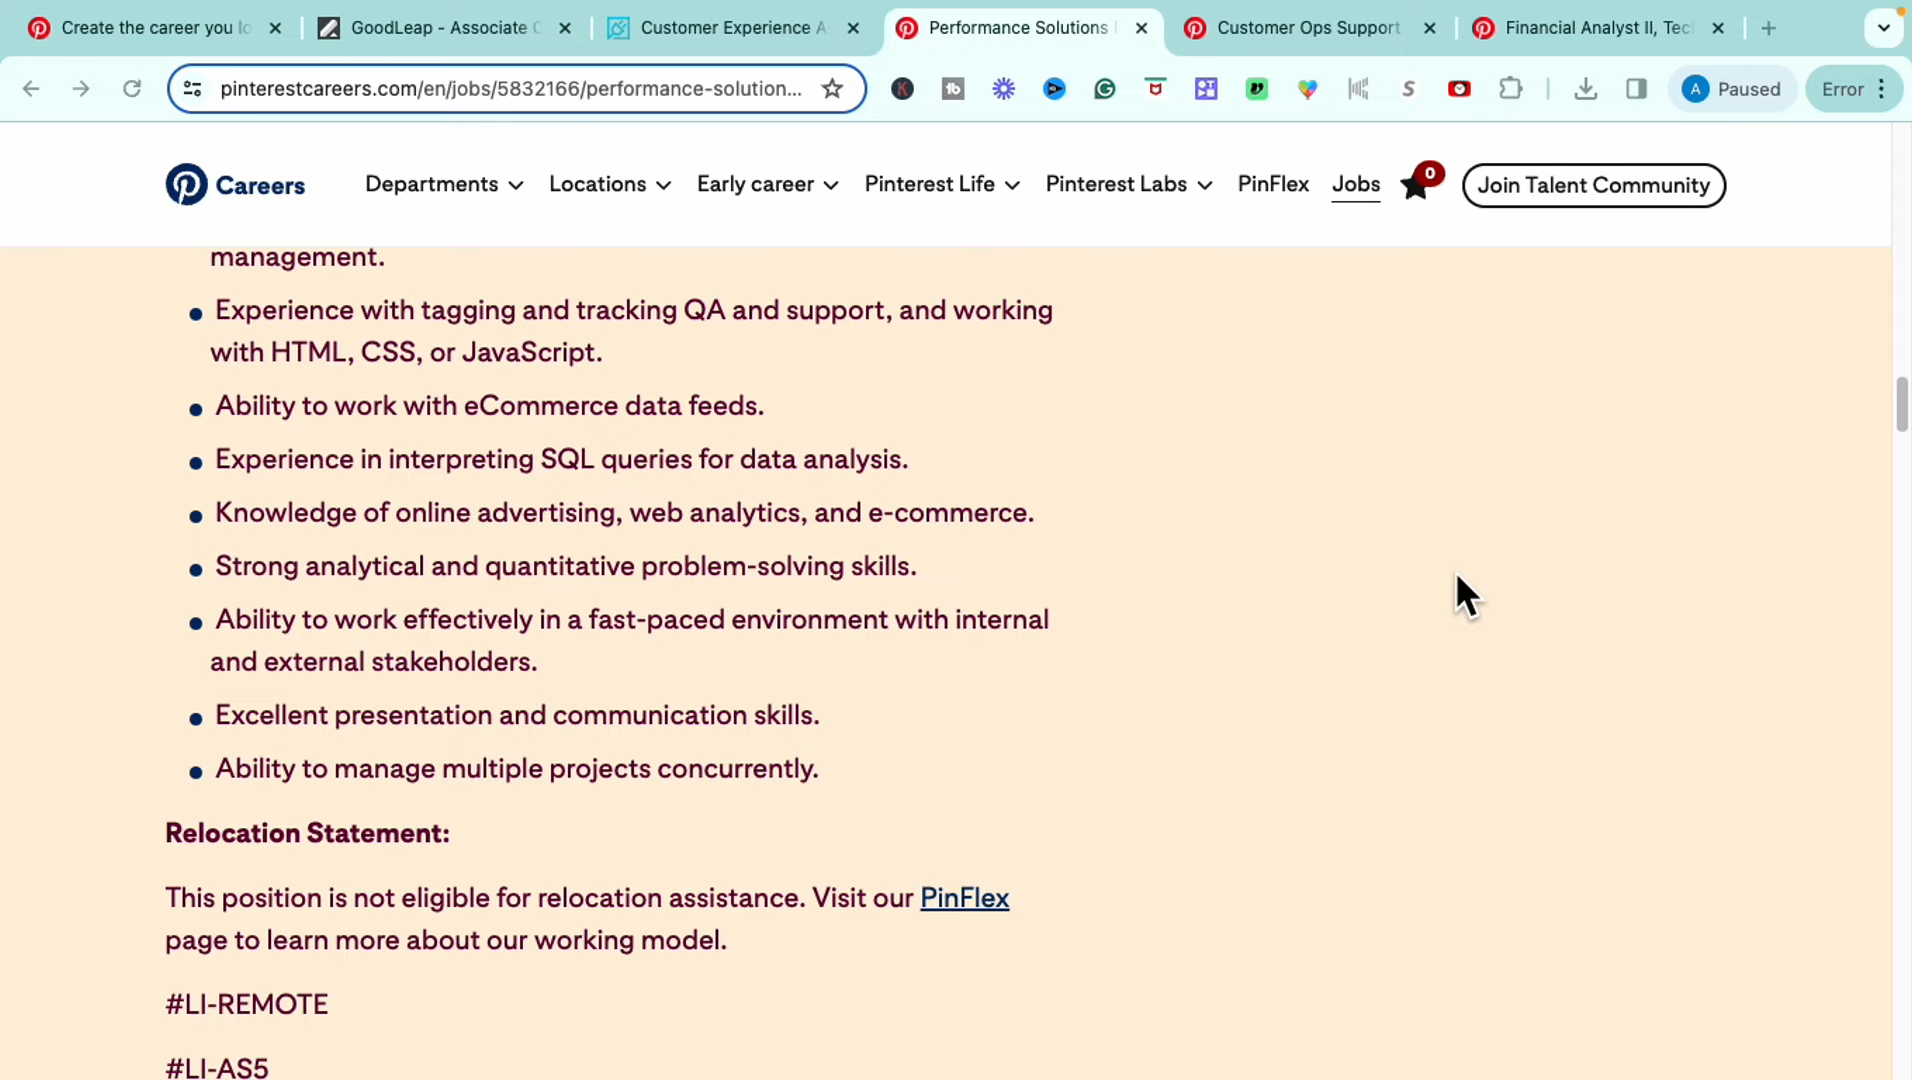 Create the career you lo
GoodLeap - Associate C
Customer Experience A
Performance Solutions
Customer Ops Support
Financial Analyst II, Tec
pinterestcareers.com/en/jobs/5832166/performance-solution...
A Paused
Error
Careers
Departments
Locations
Early career
Pinterest Life
Pinterest Labs
PinFlex
Jobs
0
Join Talent Community
management.
Experience with tagging and tracking QA and support, and working
with HTML, CSS, or JavaScript.
Ability to work with eCommerce data feeds.
Experience in interpreting SQL queries for data analysis.
Knowledge of online advertising, web analytics, and e-commerce.
Strong analytical and quantitative problem-solving skills.
Ability to work effectively in a fast-paced environment with internal
and external stakeholders.
Excellent presentation and communication skills.
Ability to manage multiple projects concurrently.
Relocation Statement:
This position is not eligible for relocation assistance. Visit our PinFlex
page to learn more about our working model.
#LI-REMOTE
#LI-AS5